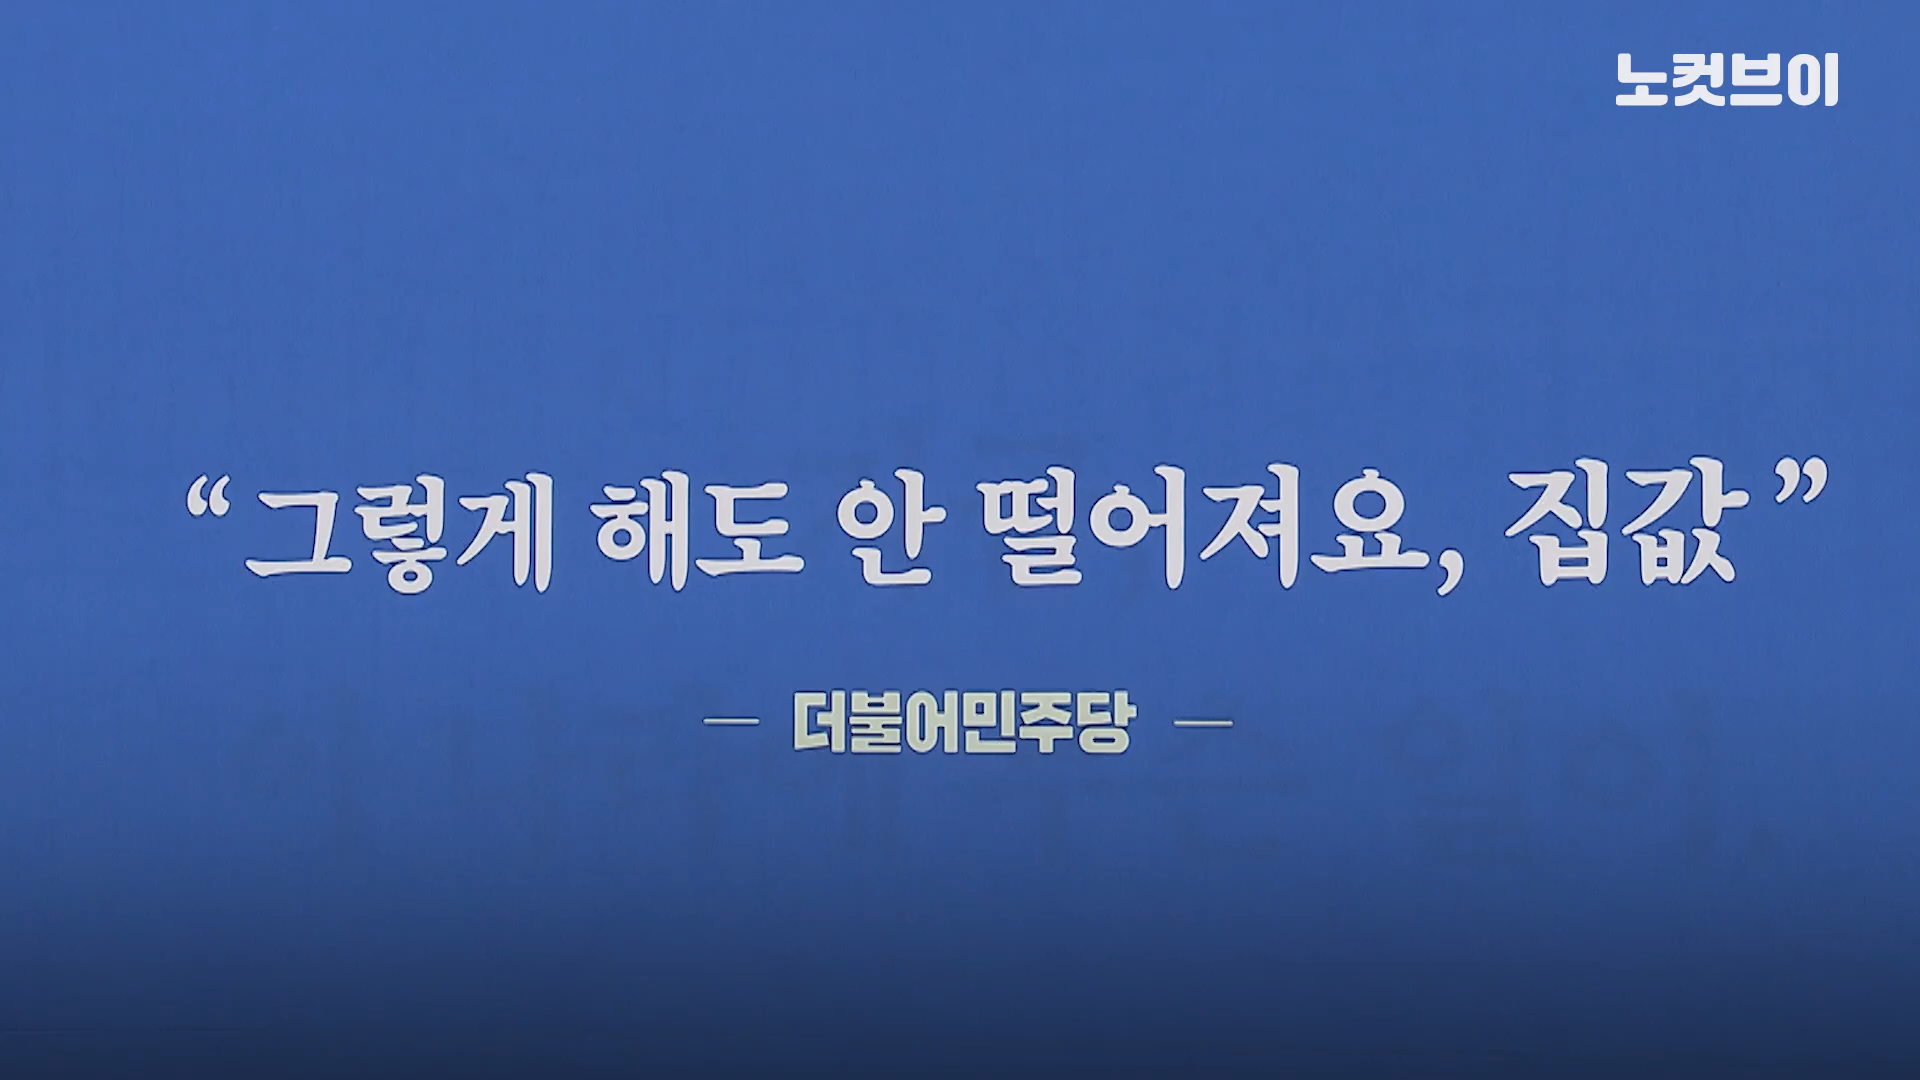 노컷브이
“그렇게 해도 안 떨어져요, 집값”
— 더불어민주당 —